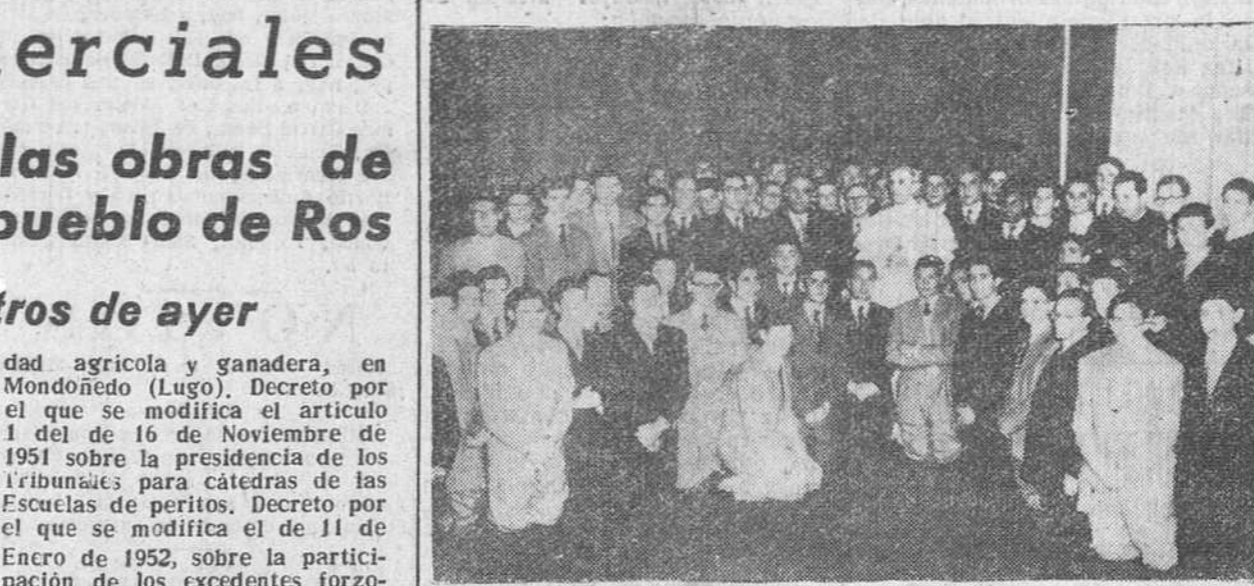 erciales
las obras de
pueblo de Ros
tros de ayer
dad agrícola y ganadera, en
Mondoñedo (Lugo). Decreto por
el que se modifica el artículo
1 del de 16 de Noviembre de
1951 sobre la presidencia de los
Tribunales para cátedras de las
Escuelas de peritos. Decreto por
el que se modifica el de 11 de
Enero de 1952, sobre la partici-
pación de los excedentes forzo-